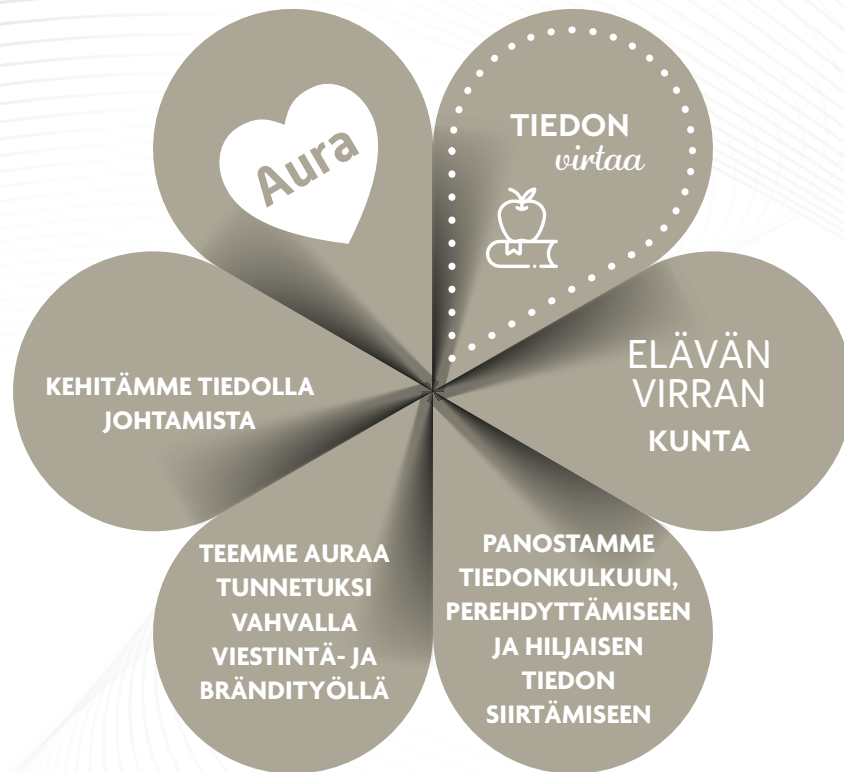 Aura
TIEDON
virtaa
ELÄVÄN
VIRRAN
KUNTA
PANOSTAMME
TIEDONKULKUUN,
PEREHDYTTÄMISEEN
JA HILJAISEN
TIEDON
SIIRTÄMISEEN
TEEMME AURAA
TUNNETUKSI
VAHVALLA
VIESTINTÄ- JA
BRÄNDITYÖLLÄ
KEHITÄMME TIEDOLLA
JOHTAMISTA